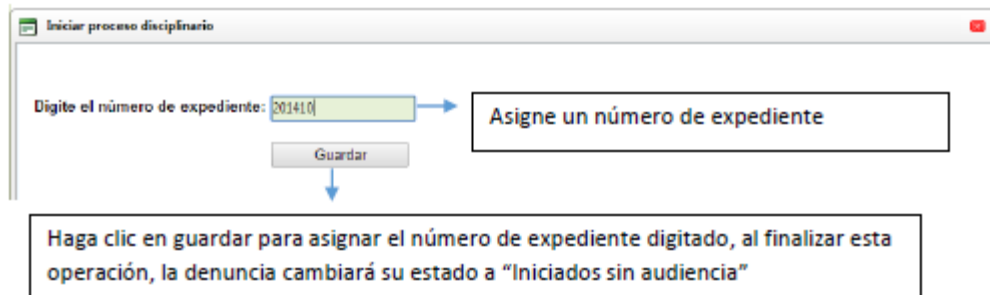 Iniciar proceso disciplinario
Digite el número de expediente: 201410
Asigne un número de expediente
Guardar
Haga clic en guardar para asignar el número de expediente digitado, al finalizar esta
operación, la denuncia cambiará su estado a “Iniciados sin audiencia”